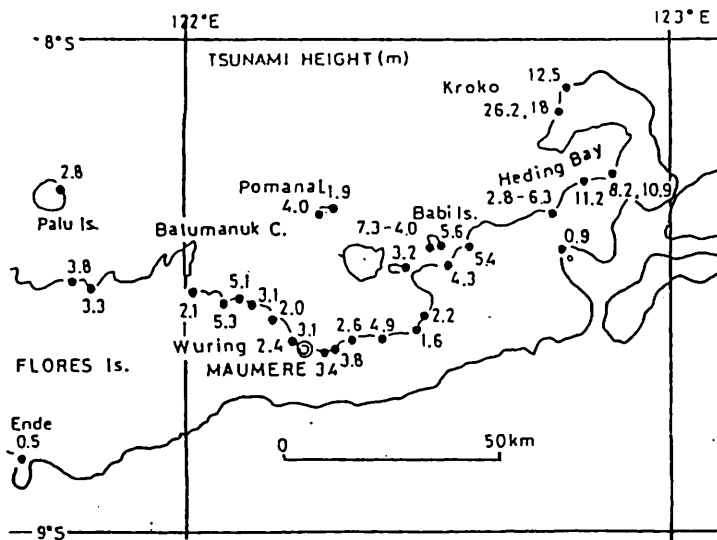 122°E
123°E
8°S
TSUNAMI HEIGHT (m)
12.5
Kroko
26.2, 18
Heding Bay
2.8
Palu Is.
Pomanal
1.9
4.0
8.2, 10.9
11.2
2.8-6.3
Babi Is.
7.3-4.0
5.6
5.4
0.9
Balumanuk C.
3.2
4.3
3.8
3.3
2.1
5.3
5.1
3.1
2.0
2.2
1.6
Wuring
2.4
3.1
2.6
4.9
FLORES Is.
MAUMERE
34
3.8
Ende
0.5
0
50km
9°S